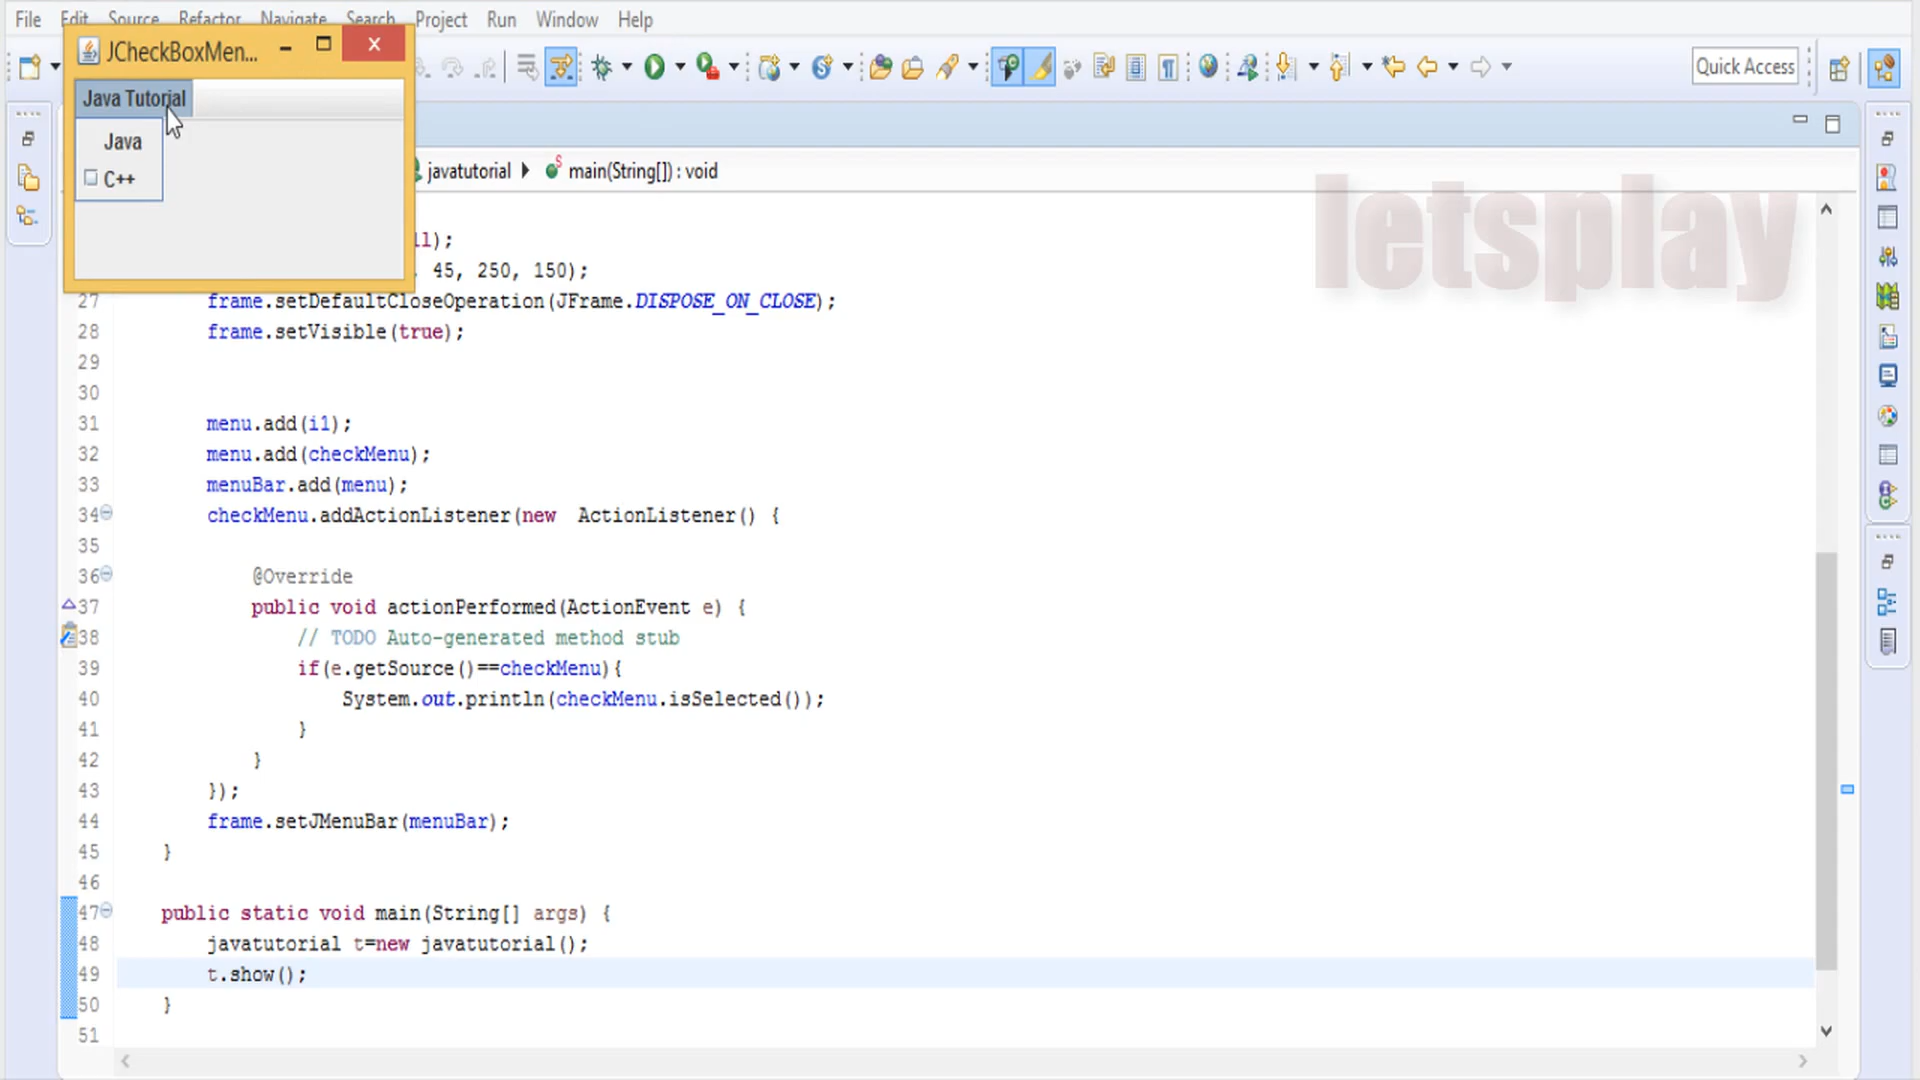 File Edit Source Refactor Navigate Search Project Run Window Help
JCheckBoxMen...
Quick Access
Java Tutorial
Java
C++
javatutorial main(String[]) : void
letsplay
ll);
45, 250, 150);
27 frame.setDefaultCloseOperation(JFrame.DISPOSE_ON_CLOSE);
28 frame.setVisible(true);
29
30
31 menu.add(i1);
32 menu.add(checkMenu);
33 menuBar.add(menu);
34 checkMenu.addActionListener(new  ActionListener() {
35
36 @Override
37 public void actionPerformed(ActionEvent e) {
38 // TODO Auto-generated method stub
39 if(e.getSource()==checkMenu){
40 System.out.println(checkMenu.isSelected());
41 }
42 }
43 });
44 frame.setJMenuBar(menuBar);
45 }
46
47 public static void main(String[] args) {
48 javatutorial t=new javatutorial();
49 t.show();
50 }
51